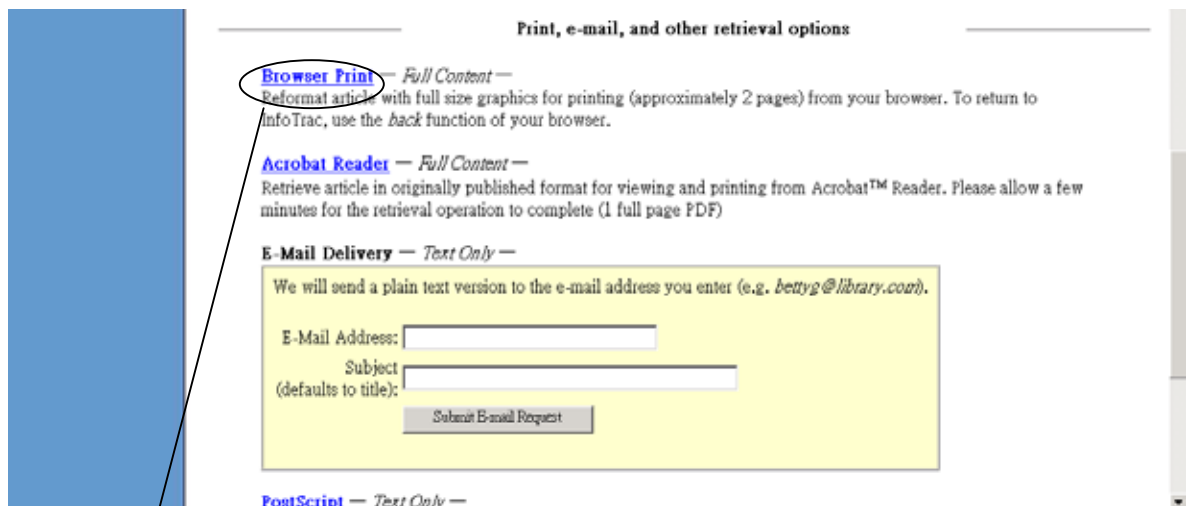 Print, e-mail, and other retrieval options
Browser Print — Full Content —
Reformat article with full size graphics for printing (approximately 2 pages) from your browser. To return to
InfoTrac, use the back function of your browser.
Acrobat Reader — Full Content —
Retrieve article in originally published format for viewing and printing from Acrobat™ Reader. Please allow a few
minutes for the retrieval operation to complete (1 full page PDF)
E-Mail Delivery — Text Only —
We will send a plain text version to the e-mail address you enter (e.g. bettyg@library.com).
E-Mail Address:
Subject
(defaults to title):
Submit E-mail Request
PostScript — Text Only —